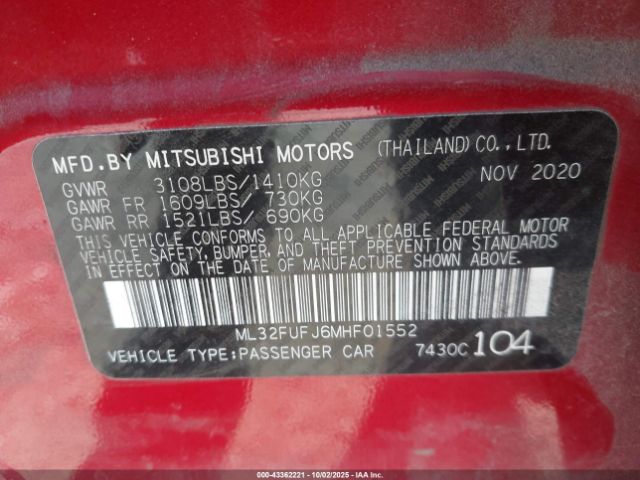 MFD.BY MITSUBISHI MOTORS (THAILAND)CO.,LTD.
GVWR 3108LBS/1410KG NOV 2020
GAWR FR 1609LBS/ 730KG
GAWR RR 1521LBS/ 690KG
THIS VEHICLE CONFORMS TO ALL APPLICABLE FEDERAL MOTOR
VEHICLE SAFETY, BUMPER, AND THEFT PREVENTION STANDARDS
IN EFFECT ON THE DATE OF MANUFACTURE SHOWN ABOVE.
ML32FUFJ6MHF01552
VEHICLE TYPE:PASSENGER CAR 7430C 104
000-43362221 - 10/02/2025 - IAA Inc.